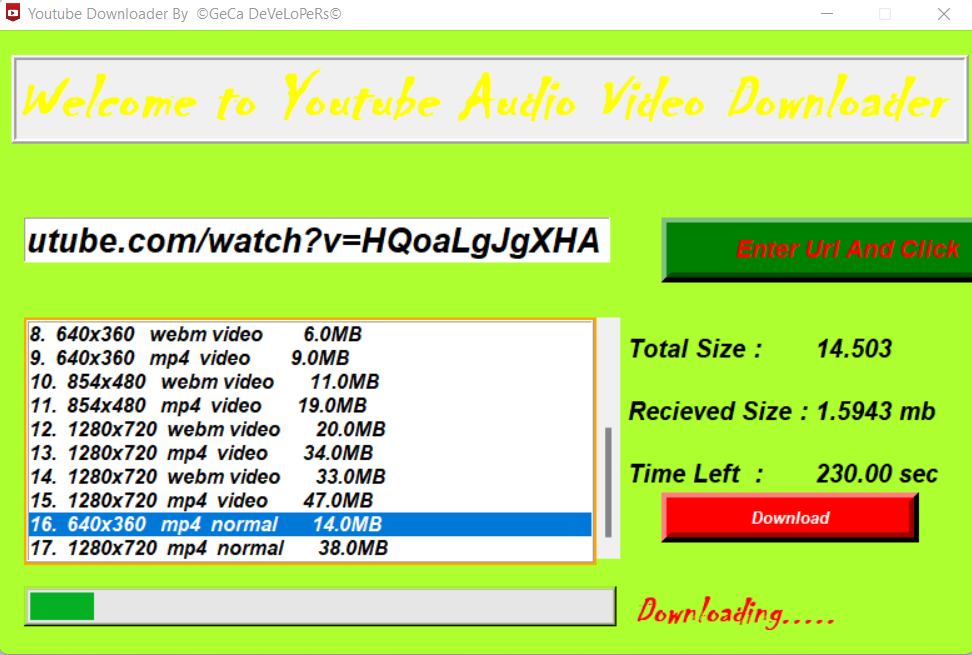 Youtube Downloader By ©GeCa DeVeLoPeRs©
Welcome to Youtube Audio Video Downloader
utube.com/watch?v=HQoaLgJgXHA
Enter Url And Click
8. 640x360 webm video 6.0MB
9. 640x360 mp4 video 9.0MB
10. 854x480 webm video 11.0MB
11. 854x480 mp4 video 19.0MB
12. 1280x720 webm video 20.0MB
13. 1280x720 mp4 video 34.0MB
14. 1280x720 webm video 33.0MB
15. 1280x720 mp4 video 47.0MB
16. 640x360 mp4 normal 14.0MB
17. 1280x720 mp4 normal 38.0MB
Total Size : 14.503
Recieved Size : 1.5943 mb
Time Left : 230.00 sec
Download
Downloading.....